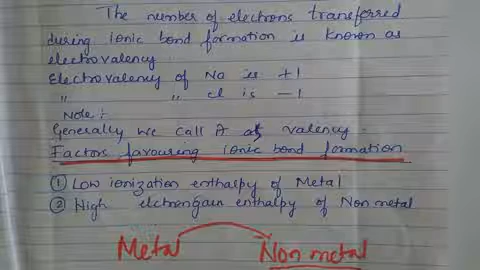 The number of electrons transferred
during ionic bond formation is known as
electrovalency
Electrovalency of Na is +1
" " cl is -1
Note:
Generally we call it as valency.
Factors favouring ionic bond formation
① Low ionization enthalpy of Metal
② High elctrongain enthalpy of Non metal
Metal Non metal